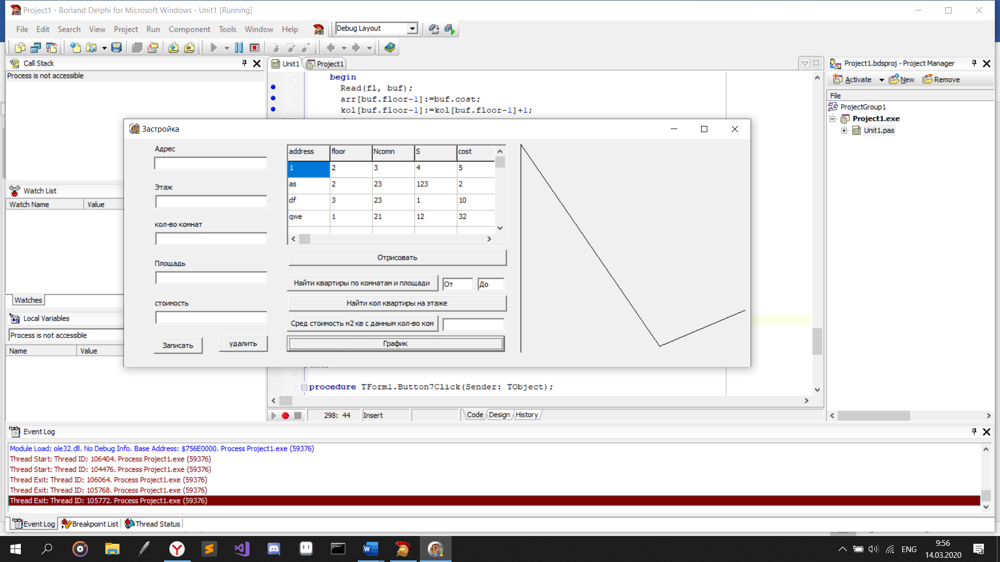 Project1 - Borland Delphi for Microsoft Windows - Unit1 [Running]
File Edit Search View Project Run Component Tools Window Help
Debug Layout
Call Stack
Process is not accessible
Watch List
Watch Name Value
Watches
Local Variables
Process is not accessible
Name Value
Unit1 Project1
begin
Read(fl, buf);
arr[buf.floor-1]:=buf.cost;
kol[buf.floor-1]:=kol[buf.floor-1]+1;
Застройка
Адрес
Этаж
кол-во комнат
Площадь
стоимость
Записать удалить
address floor Ncomn S cost
1 2 3 4 5
as 2 23 123 2
df 3 23 1 10
qwe 1 21 12 32
Отрисовать
Найти квартиры по комнатам и площади От До
Найти кол квартиры на этаже
Сред стоимость м2 кв с данным кол-во ком
График
procedure TForm1.Button7Click(Sender: TObject);
298: 44 Insert Code Design History
Project1.bdsproj - Project Manager
Activate New Remove
File
ProjectGroup1
Project1.exe
Unit1.pas
Event Log
Module Load: ole32.dll. No Debug Info. Base Address: $756E0000. Process Project1.exe (59376)
Thread Start: Thread ID: 106404. Process Project1.exe (59376)
Thread Start: Thread ID: 104476. Process Project1.exe (59376)
Thread Exit: Thread ID: 106064. Process Project1.exe (59376)
Thread Exit: Thread ID: 105768. Process Project1.exe (59376)
Thread Exit: Thread ID: 105772. Process Project1.exe (59376)
Event Log Breakpoint List Thread Status
ENG
9:56
14.03.2020